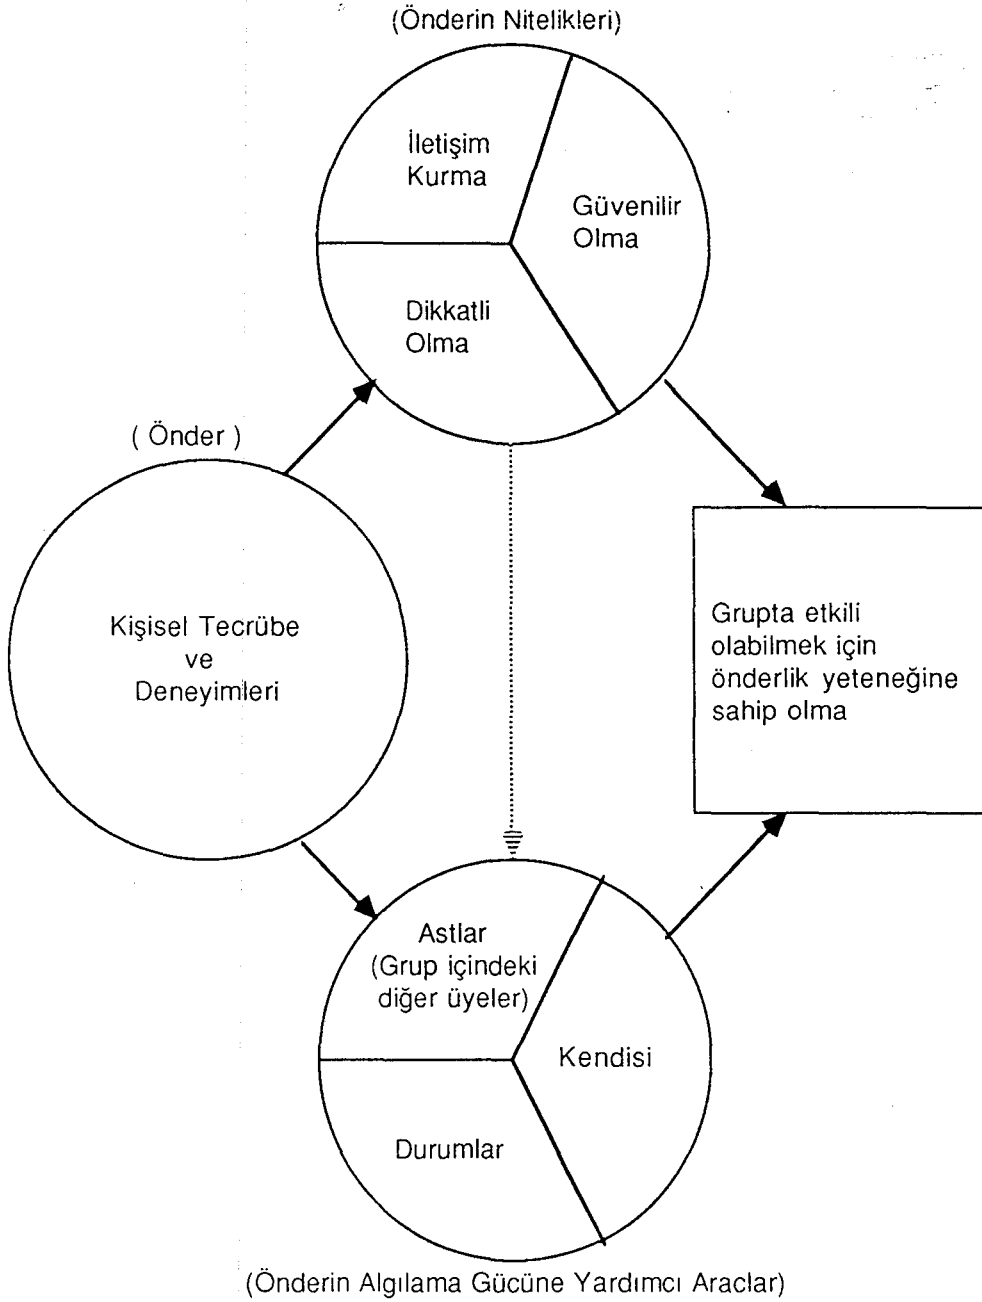 (Önderin Nitelikleri)
İletişim
Kurma
Güvenilir
Olma
Dikkatli
Olma
( Önder )
Kişisel Tecrübe
ve
Deneyimleri
Grupta etkili
olabilmek için
önderlik yeteneğine
sahip olma
Astlar
(Grup içindeki
diğer üyeler)
Kendisi
Durumlar
(Önderin Algılama Gücüne Yardımcı Araclar)